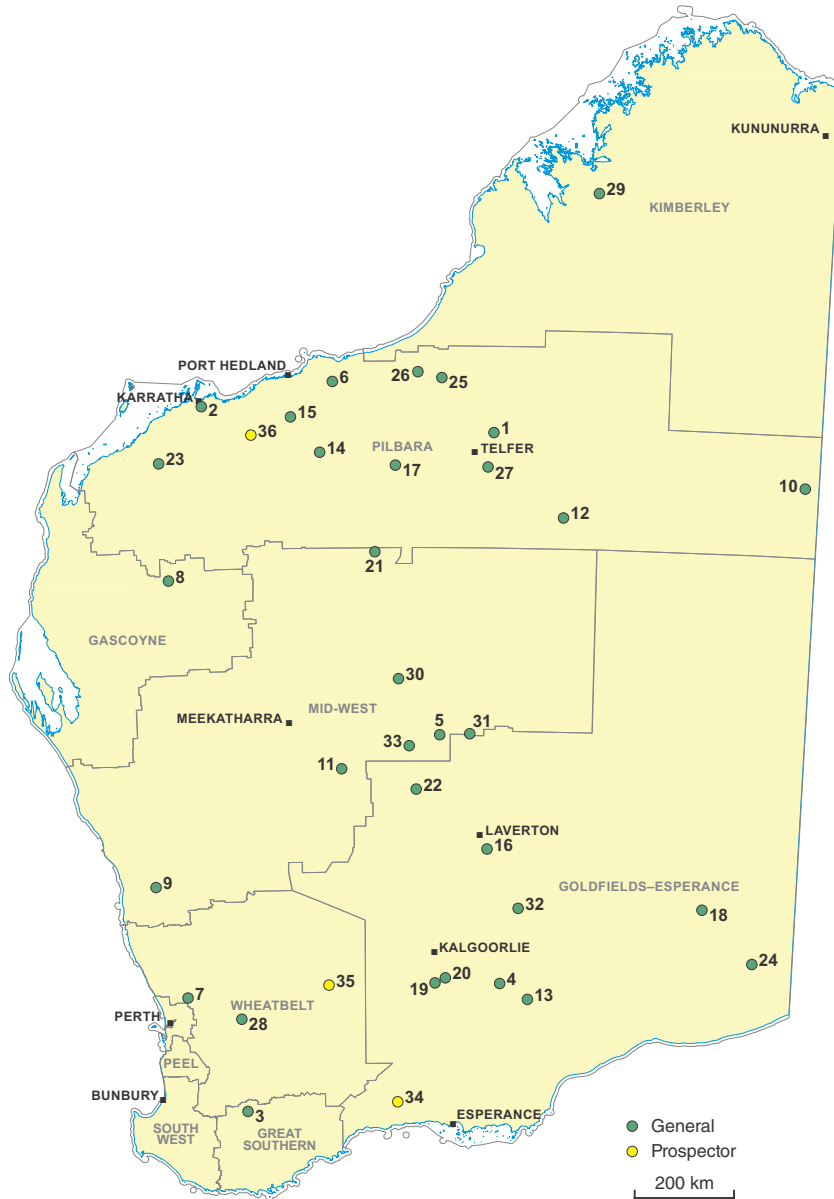 KUNUNURRA
29
KIMBERLEY
PORT HEDLAND
6
26
25
KARRATHA
2
15
36
1
14
PILBARA
TELFER
23
17
27
10
12
21
8
GASCOYNE
30
MID-WEST
MEEKATHARRA
5
31
33
11
22
LAVERTON
16
9
GOLDFIELDS–ESPERANCE
32
18
KALGOORLIE
24
20
19
4
35
13
7
WHEATBELT
PERTH
28
PEEL
BUNBURY
34
3
ESPERANCE
SOUTH
WEST
GREAT
SOUTHERN
General
Prospector
200 km